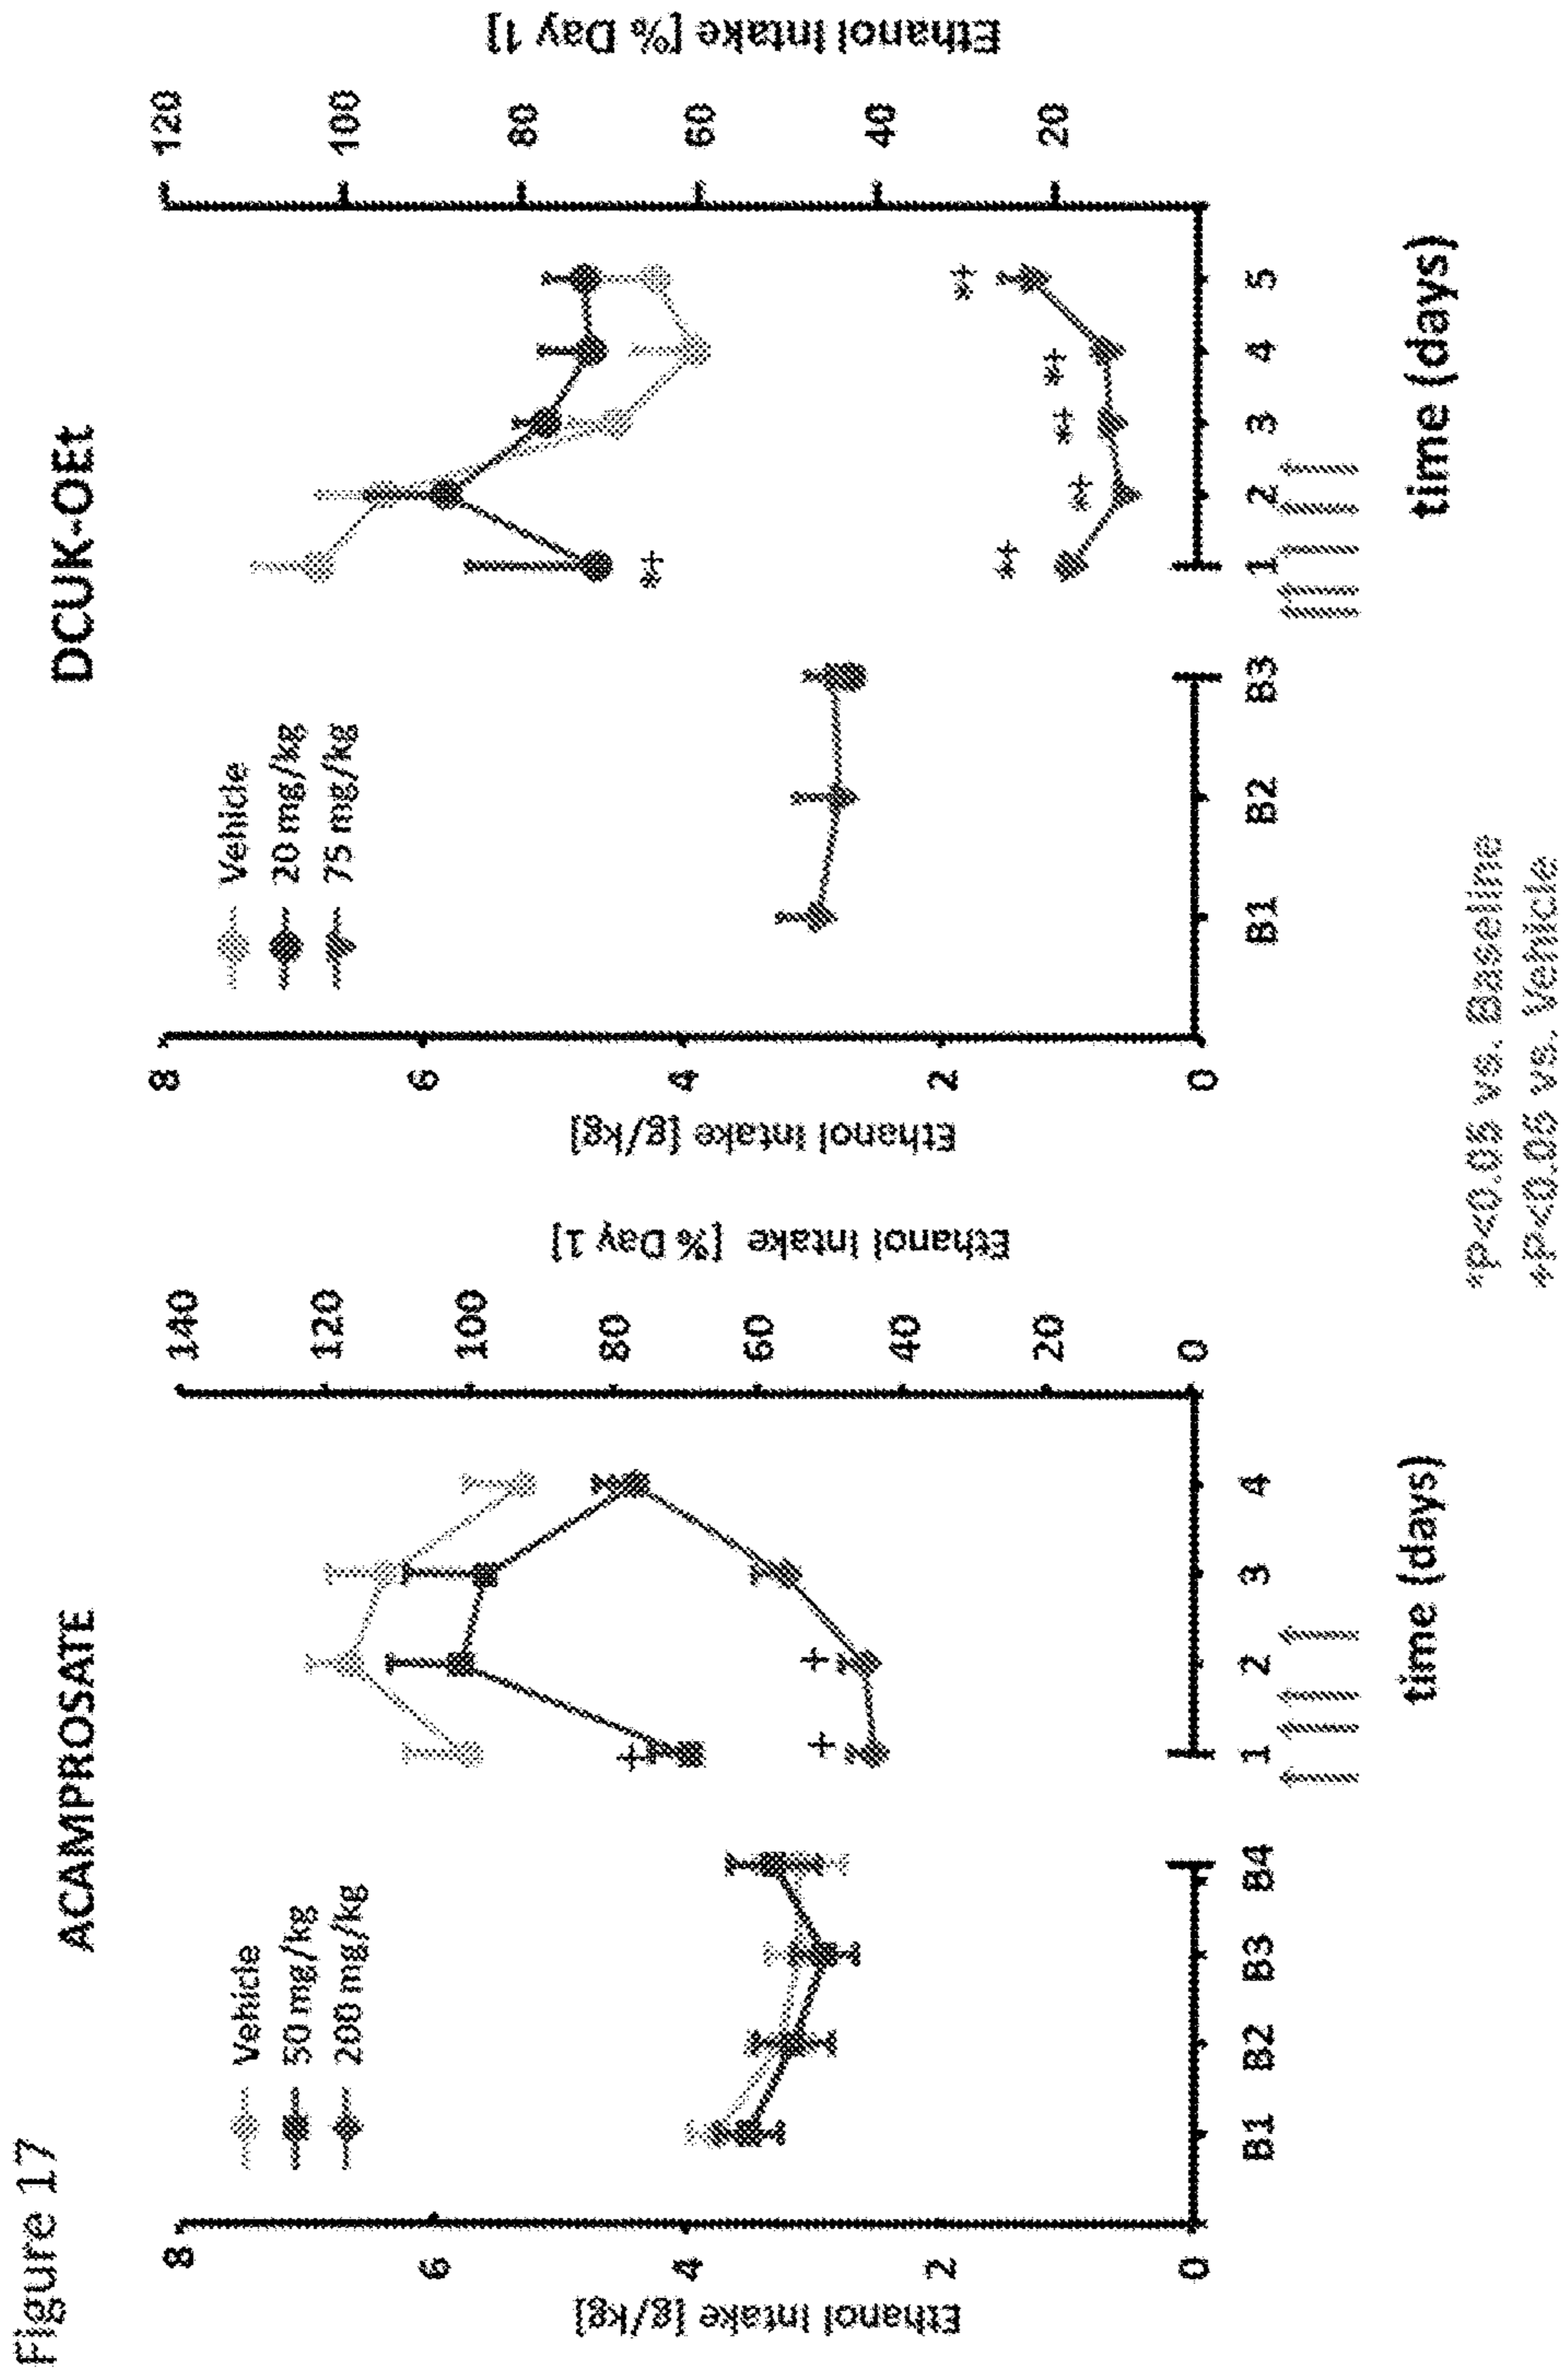 Figure 17
ACAMPROSATE
Vehicle
50 mg/kg
200 mg/kg
Ethanol Intake [g/kg]
8
6
4
2
0
B1 B2 B3 B4 1 2 3 4
time (days)
140
120
100
80
60
40
20
0
Ethanol Intake [% Day 1]
+
+
+
DCUK-OEt
Vehicle
20 mg/kg
75 mg/kg
Ethanol Intake [g/kg]
8
6
4
2
0
B1 B2 B3 1 2 3 4 5
time (days)
120
100
80
60
40
20
Ethanol Intake [% Day 1]
*+
*+
*+
*+
*+
*+
*P<0.05 vs. Baseline
+P<0.05 vs. Vehicle